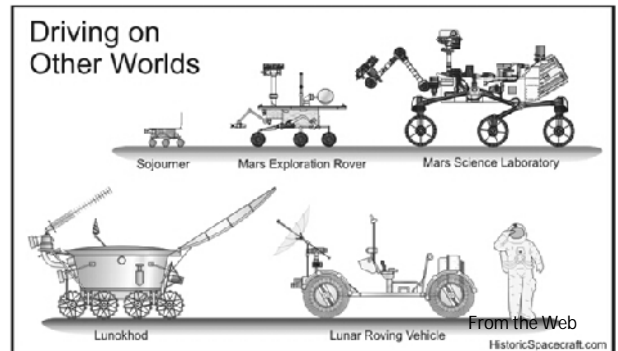 Driving on
Other Worlds
Sojourner
Mars Exploration Rover
Mars Science Laboratory
Lunokhod
Lunar Roving Vehicle
From the Web
HistoricSpacecraft.com